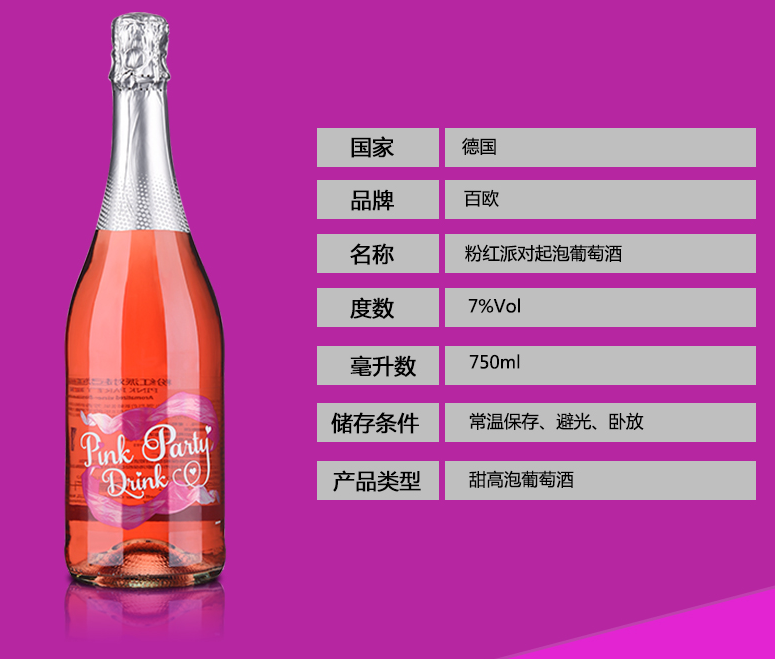 国家 德国
品牌 百欧
名称 粉红派对起泡葡萄酒
度数 7%Vol
毫升数 750ml
储存条件 常温保存、避光、卧放
产品类型 甜高泡葡萄酒
Pink Party
Drink